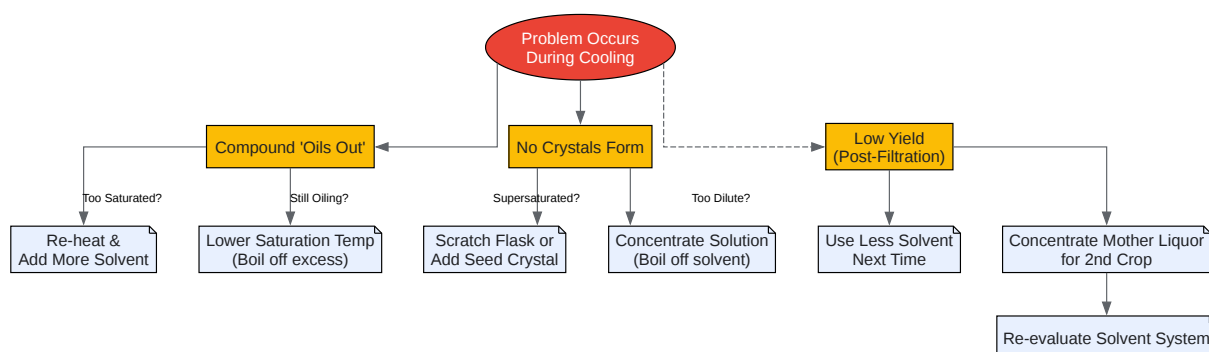 Problem Occurs
During Cooling
Compound 'Oils Out'
No Crystals Form
Low Yield
(Post-Filtration)
Too Saturated?
Still Oiling?
Supersaturated?
Too Dilute?
Re-heat &
Add More Solvent
Lower Saturation Temp
(Boil off excess)
Scratch Flask or
Add Seed Crystal
Concentrate Solution
(Boil off solvent)
Use Less Solvent
Next Time
Concentrate Mother Liquor
for 2nd Crop
Re-evaluate Solvent System